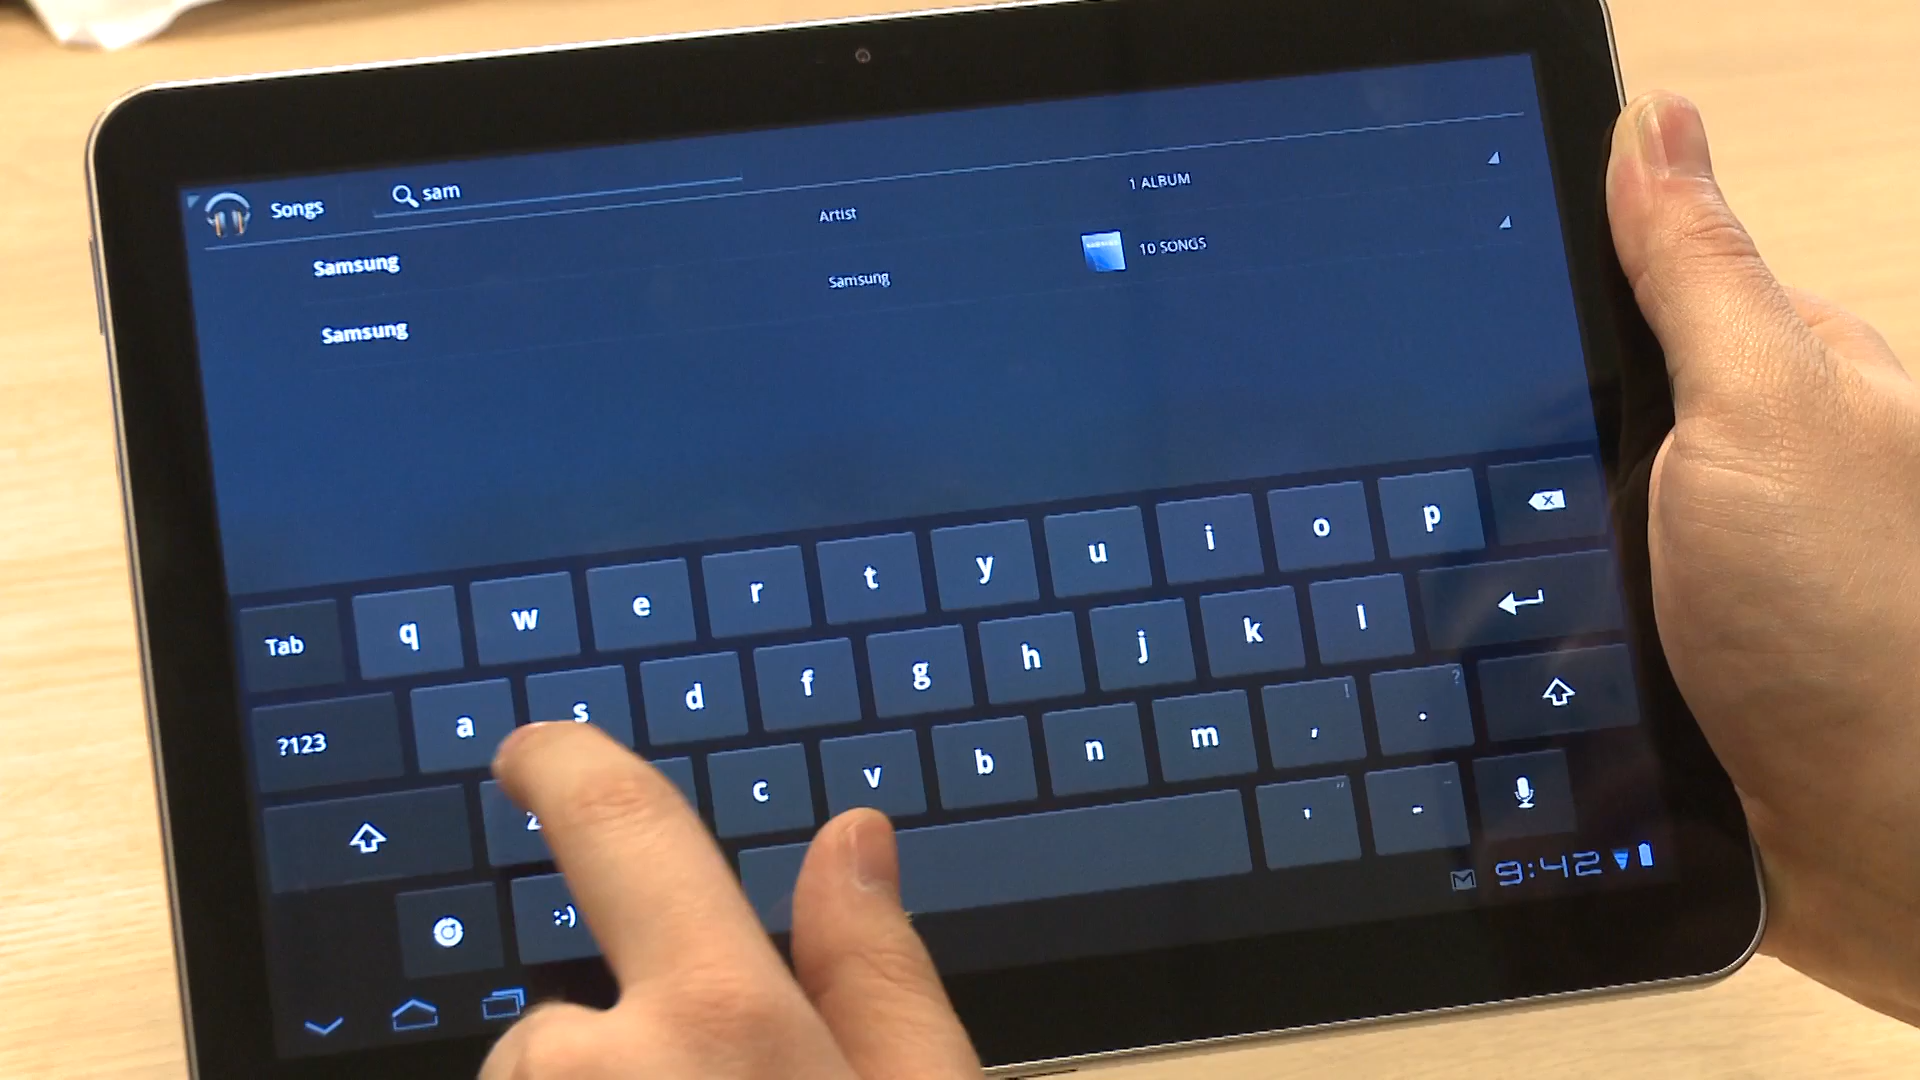 Songs sam
Samsung Artist 1 ALBUM
Samsung Samsung 10 SONGS
Tab q w e r t y u i o p
?123 a s d f g h j k l
z c v b n m , ! . ?
:-) ' " - _
9:42